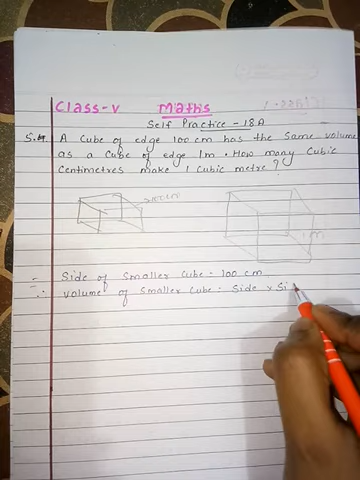 Class-V Maths
Self Practice - 18A
5. A Cube of edge 100 cm has the same volume
as a cube of edge 1m. How many Cubic
Centimetres make 1 Cubic metre?
100 cm
1 m
Side of Smaller Cube = 100 cm
∴ Volume of Smaller Cube = Side × Si